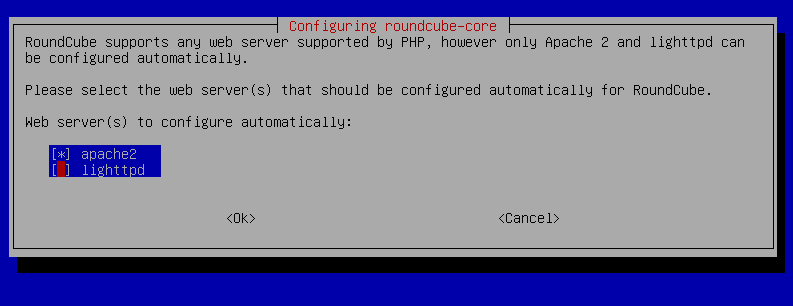 Configuring roundcube-core
RoundCube supports any web server supported by PHP, however only Apache 2 and lighttpd can
be configured automatically.
Please select the web server(s) that should be configured automatically for RoundCube.
Web server(s) to configure automatically:
[*] apache2
[ ] lighttpd
<Ok> <Cancel>